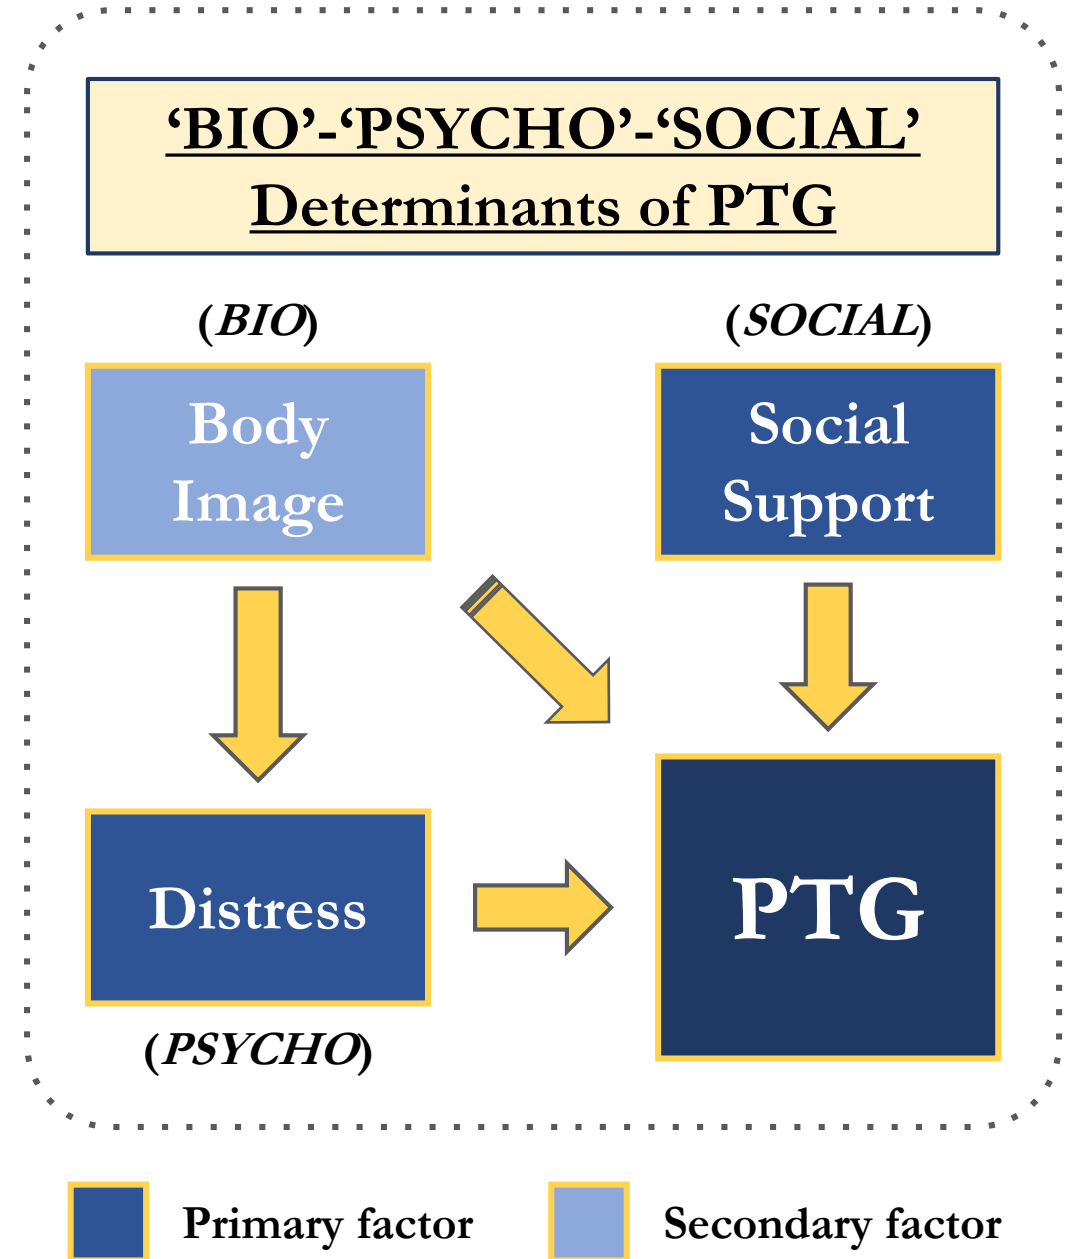 ‘BIO’-‘PSYCHO’-‘SOCIAL’
Determinants of PTG
(BIO)
Body
Image
(SOCIAL)
Social
Support
Distress
(PSYCHO)
PTG
Primary factor
Secondary factor